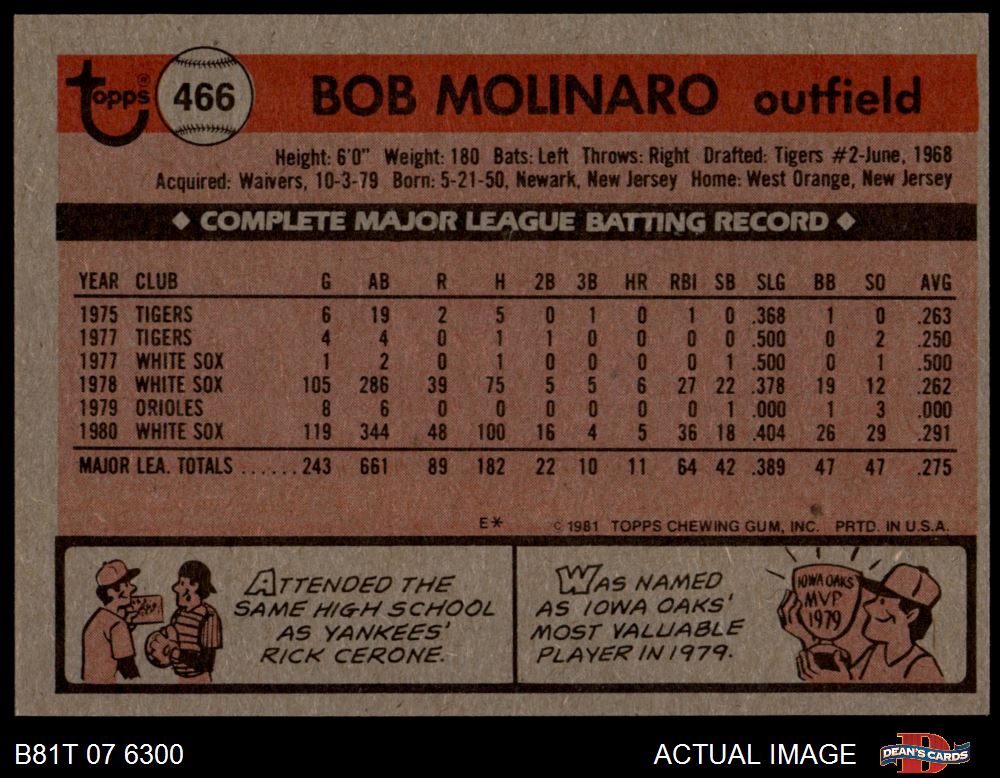 topps® 466 BOB MOLINARO outfield
Height: 6'0" Weight: 180 Bats: Left Throws: Right Drafted: Tigers #2-June, 1968
Acquired: Waivers, 10-3-79 Born: 5-21-50, Newark, New Jersey Home: West Orange, New Jersey
◆ COMPLETE MAJOR LEAGUE BATTING RECORD ◆
YEAR CLUB G AB R H 2B 3B HR RBI SB SLG BB SO AVG
1975 TIGERS 6 19 2 5 0 1 0 1 0 .368 1 0 .263
1977 TIGERS 4 4 0 1 1 0 0 0 0 .500 0 2 .250
1977 WHITE SOX 1 2 0 1 0 0 0 0 1 .500 0 1 .500
1978 WHITE SOX 105 286 39 75 5 5 6 27 22 .378 19 12 .262
1979 ORIOLES 8 6 0 0 0 0 0 0 1 .000 1 3 .000
1980 WHITE SOX 119 344 48 100 16 4 5 36 18 .404 26 29 .291
MAJOR LEA. TOTALS ...... 243 661 89 182 22 10 11 64 42 .389 47 47 .275
E* © 1981 TOPPS CHEWING GUM, INC. PRTD. IN U.S.A.
ATTENDED THE
SAME HIGH SCHOOL
AS YANKEES'
RICK CERONE.
WAS NAMED
AS IOWA OAKS'
MOST VALUABLE
PLAYER IN 1979.
IOWA OAKS
MVP
1979
B81T 07 6300 ACTUAL IMAGE DEAN'S CARDS